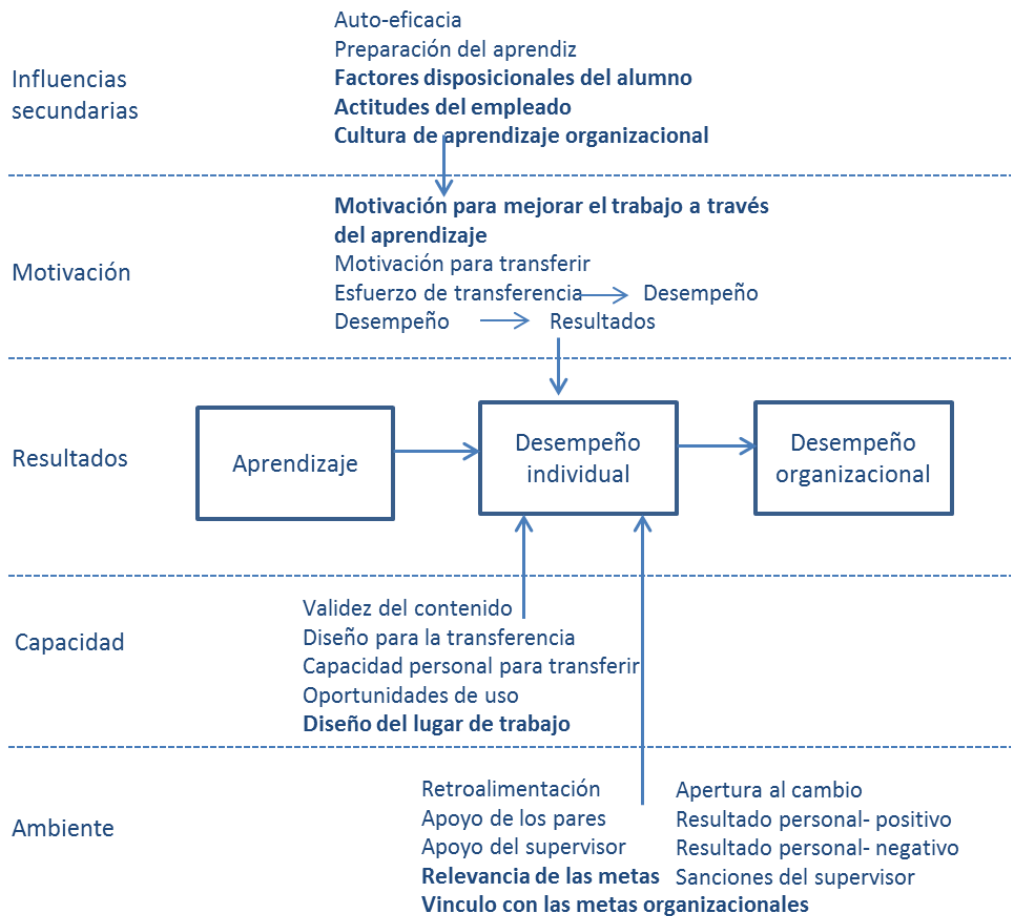 Influencias
secundarias
Auto-eficacia
Preparación del aprendiz
Factores disposicionales del alumno
Actitudes del empleado
Cultura de aprendizaje organizacional
Motivación
Motivación para mejorar el trabajo a través
del aprendizaje
Motivación para transferir
Esfuerzo de transferencia Desempeño
Desempeño Resultados
Resultados
Aprendizaje
Desempeño
individual
Desempeño
organizacional
Capacidad
Validez del contenido
Diseño para la transferencia
Capacidad personal para transferir
Oportunidades de uso
Diseño del lugar de trabajo
Ambiente
Retroalimentación
Apoyo de los pares
Apoyo del supervisor
Relevancia de las metas
Vinculo con las metas organizacionales
Apertura al cambio
Resultado personal- positivo
Resultado personal- negativo
Sanciones del supervisor